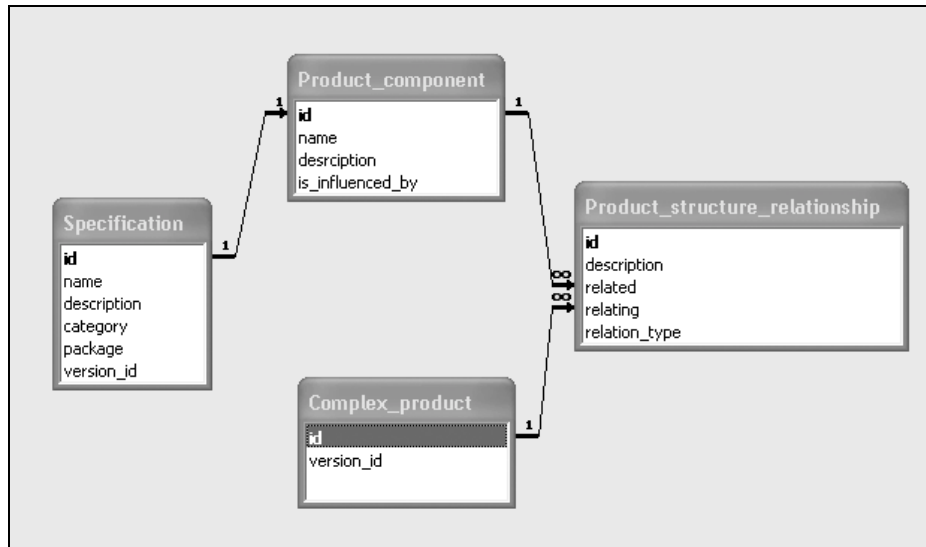 Product_component
id
name
desrciption
is_influenced_by
1
1
Specification
id
name
description
category
package
version_id
1
Product_structure_relationship
id
description
related
relating
relation_type
∞
∞
Complex_product
id
version_id
1